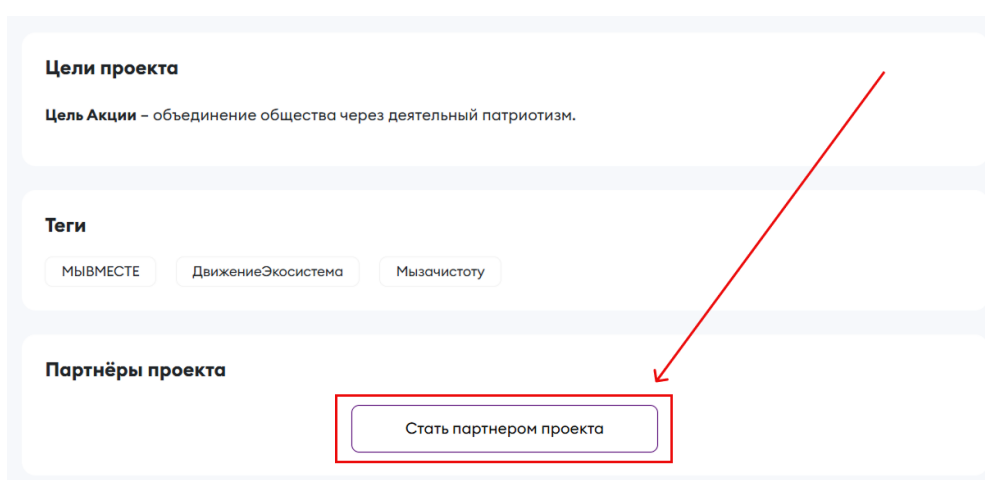 Цели проекта
Цель Акции – объединение общества через деятельный патриотизм.
Теги
МЫВМЕСТЕ ДвижениеЭкосистема Мызачистоту
Партнёры проекта
Стать партнером проекта